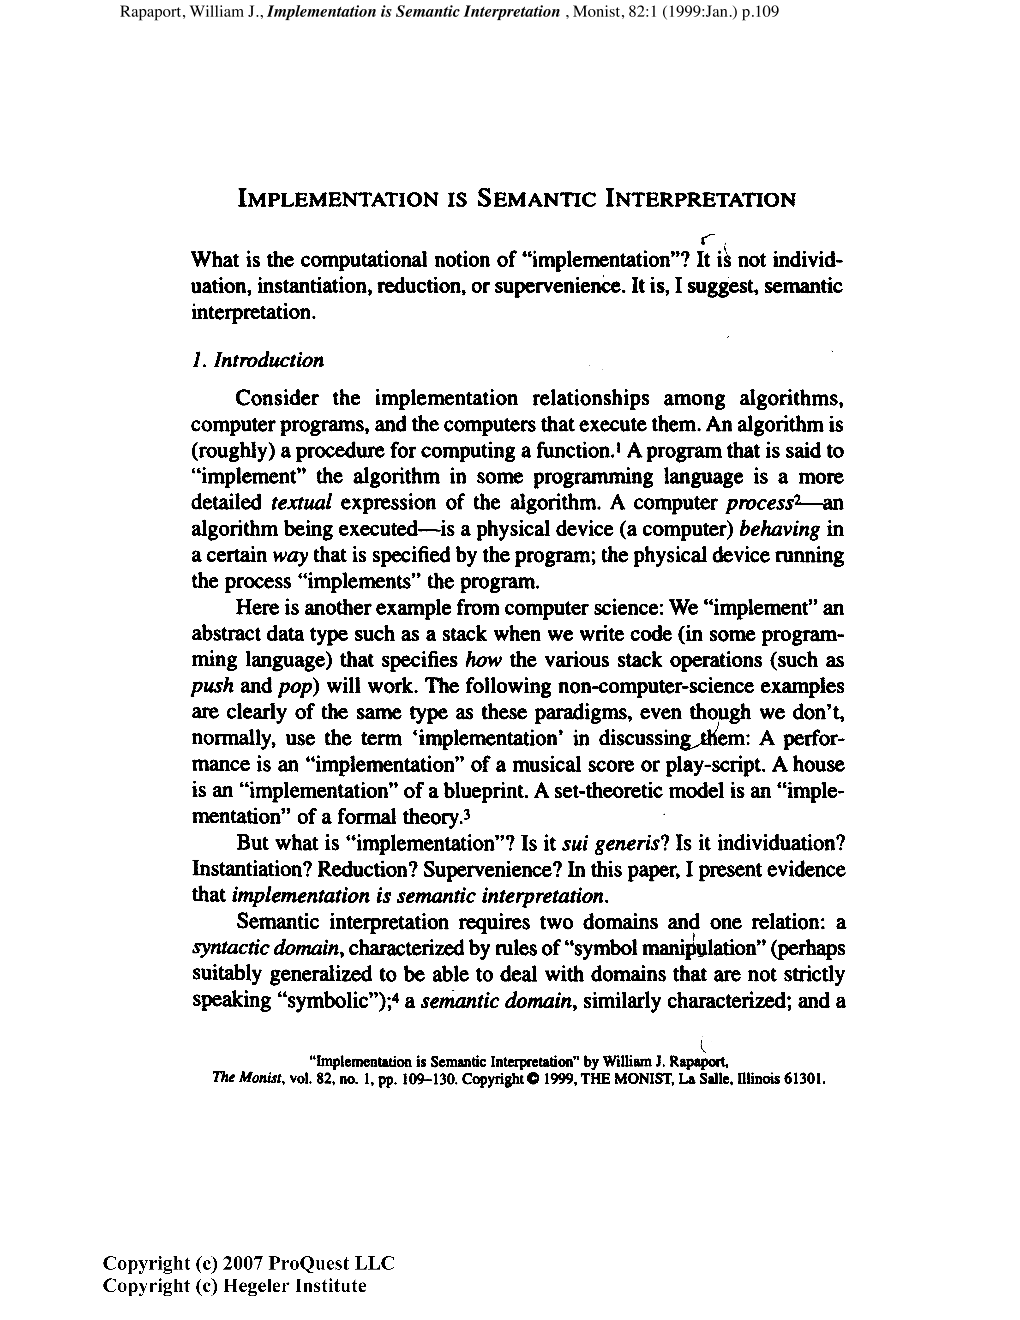 Rapaport, William J., Implementation is Semantic Interpretation , Monist, 82:1 (1999:Jan.) p.109
IMPLEMENTATION IS SEMANTIC INTERPRETATION
What is the computational notion of “implementation”? It is not individ-
uation, instantiation, reduction, or supervenience. It is, I suggest, semantic
interpretation.
1. Introduction
Consider the implementation relationships among algorithms,
computer programs, and the computers that execute them. An algorithm is
(roughly) a procedure for computing a function.¹ A program that is said to
“implement” the algorithm in some programming language is a more
detailed textual expression of the algorithm. A computer process²—an
algorithm being executed—is a physical device (a computer) behaving in
a certain way that is specified by the program; the physical device running
the process “implements” the program.
Here is another example from computer science: We “implement” an
abstract data type such as a stack when we write code (in some program-
ming language) that specifies how the various stack operations (such as
push and pop) will work. The following non-computer-science examples
are clearly of the same type as these paradigms, even though we don’t,
normally, use the term ‘implementation’ in discussing them: A perfor-
mance is an “implementation” of a musical score or play-script. A house
is an “implementation” of a blueprint. A set-theoretic model is an “imple-
mentation” of a formal theory.³
But what is “implementation”? Is it sui generis? Is it individuation?
Instantiation? Reduction? Supervenience? In this paper, I present evidence
that implementation is semantic interpretation.
Semantic interpretation requires two domains and one relation: a
syntactic domain, characterized by rules of “symbol manipulation” (perhaps
suitably generalized to be able to deal with domains that are not strictly
speaking “symbolic”);⁴ a semantic domain, similarly characterized; and a
“Implementation is Semantic Interpretation” by William J. Rapaport,
The Monist, vol. 82, no. 1, pp. 109–130. Copyright © 1999, THE MONIST, La Salle, Illinois 61301.
Copyright (c) 2007 ProQuest LLC
Copyright (c) Hegeler Institute